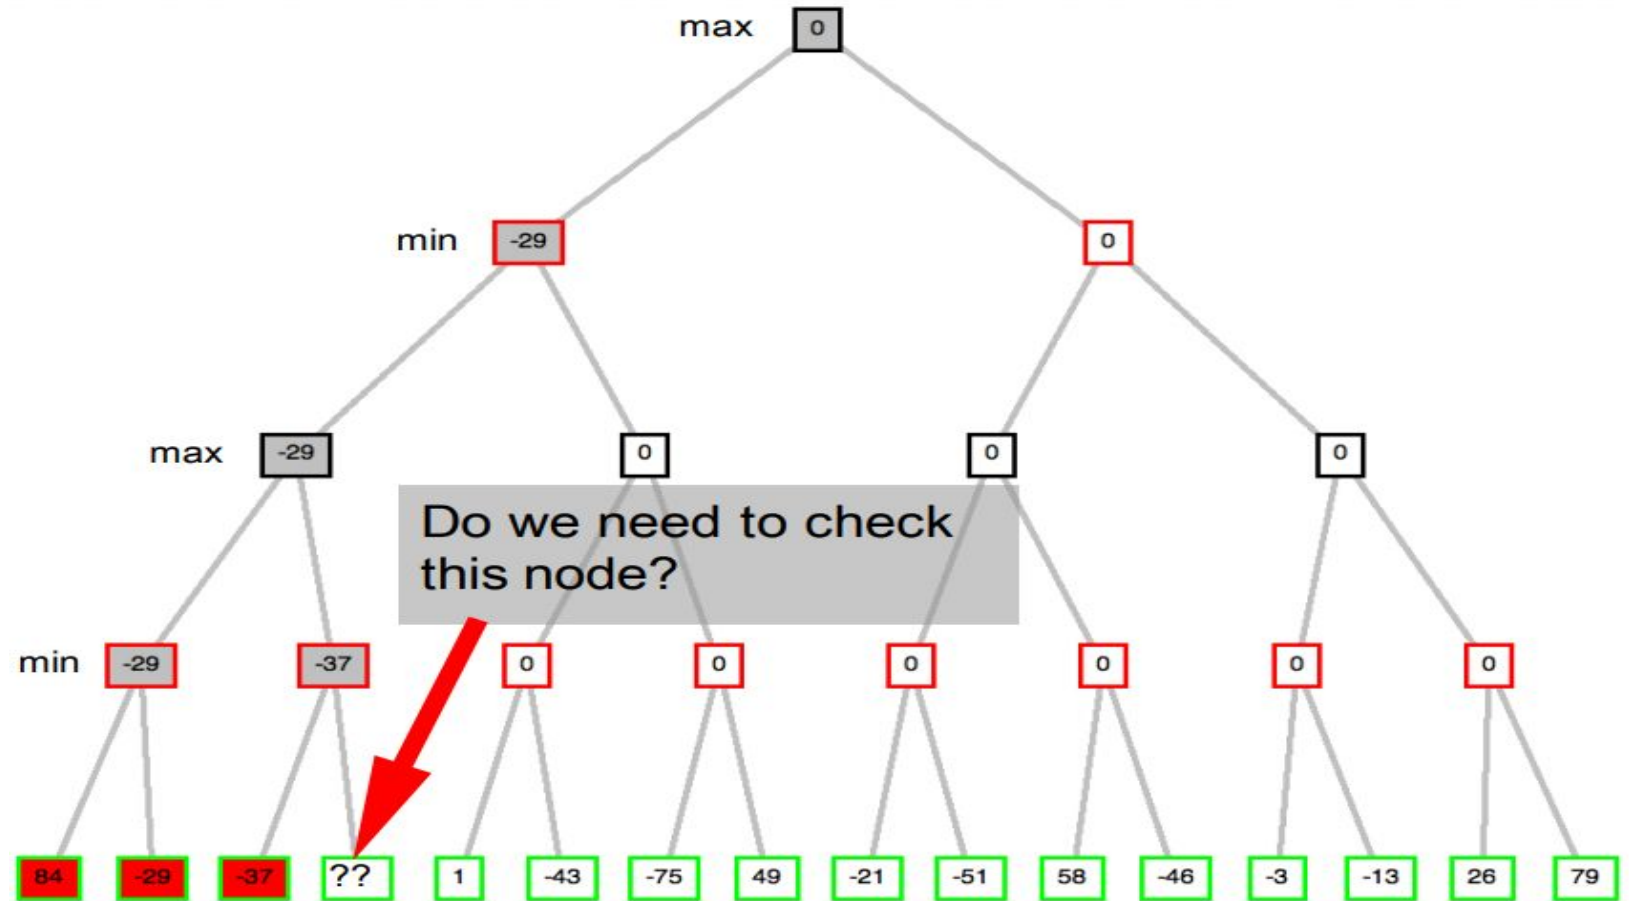 max 0
min -29 0
max -29 0 0 0
Do we need to check
this node?
min -29 -37 0 0 0 0 0 0
84 -29 -37 ?? 1 -43 -75 49 -21 -51 58 -46 -3 -13 26 79